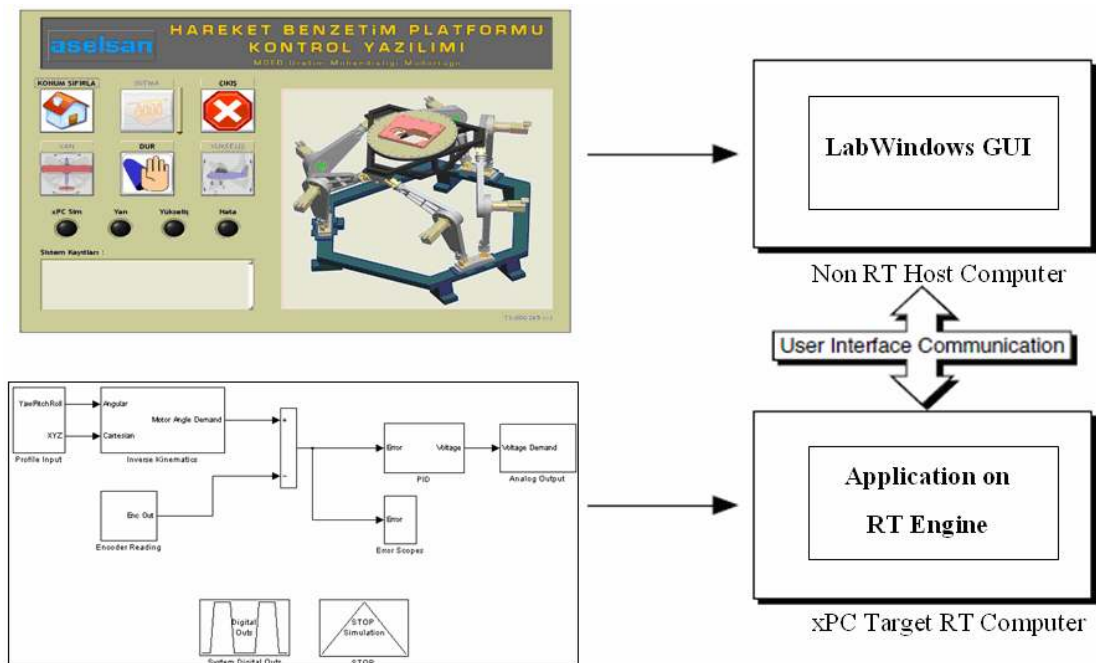 aselsan
HAREKET BENZETİM PLATFORMU
KONTROL YAZILIMI
KONUM SIFIRLA
ISITMA
ÇIKIŞ
YAN
DUR
YÜKSELİŞ
xPC Sim
Yan
Yükseliş
Hata
Sistem Kayıtları :
LabWindows GUI
Non RT Host Computer
User Interface Communication
YawPitchRoll
XYZ
Profile Input
Angular
Motor Angle Demand
Cartesian
Inverse Kinematics
+
−
Enc Out
Encoder Reading
Error
Voltage
PID
Voltage Demand
Analog Output
Error
Error Scopes
Digital
Outs
System Digital Outs
STOP
Simulation
STOP
Application on
RT Engine
xPC Target RT Computer